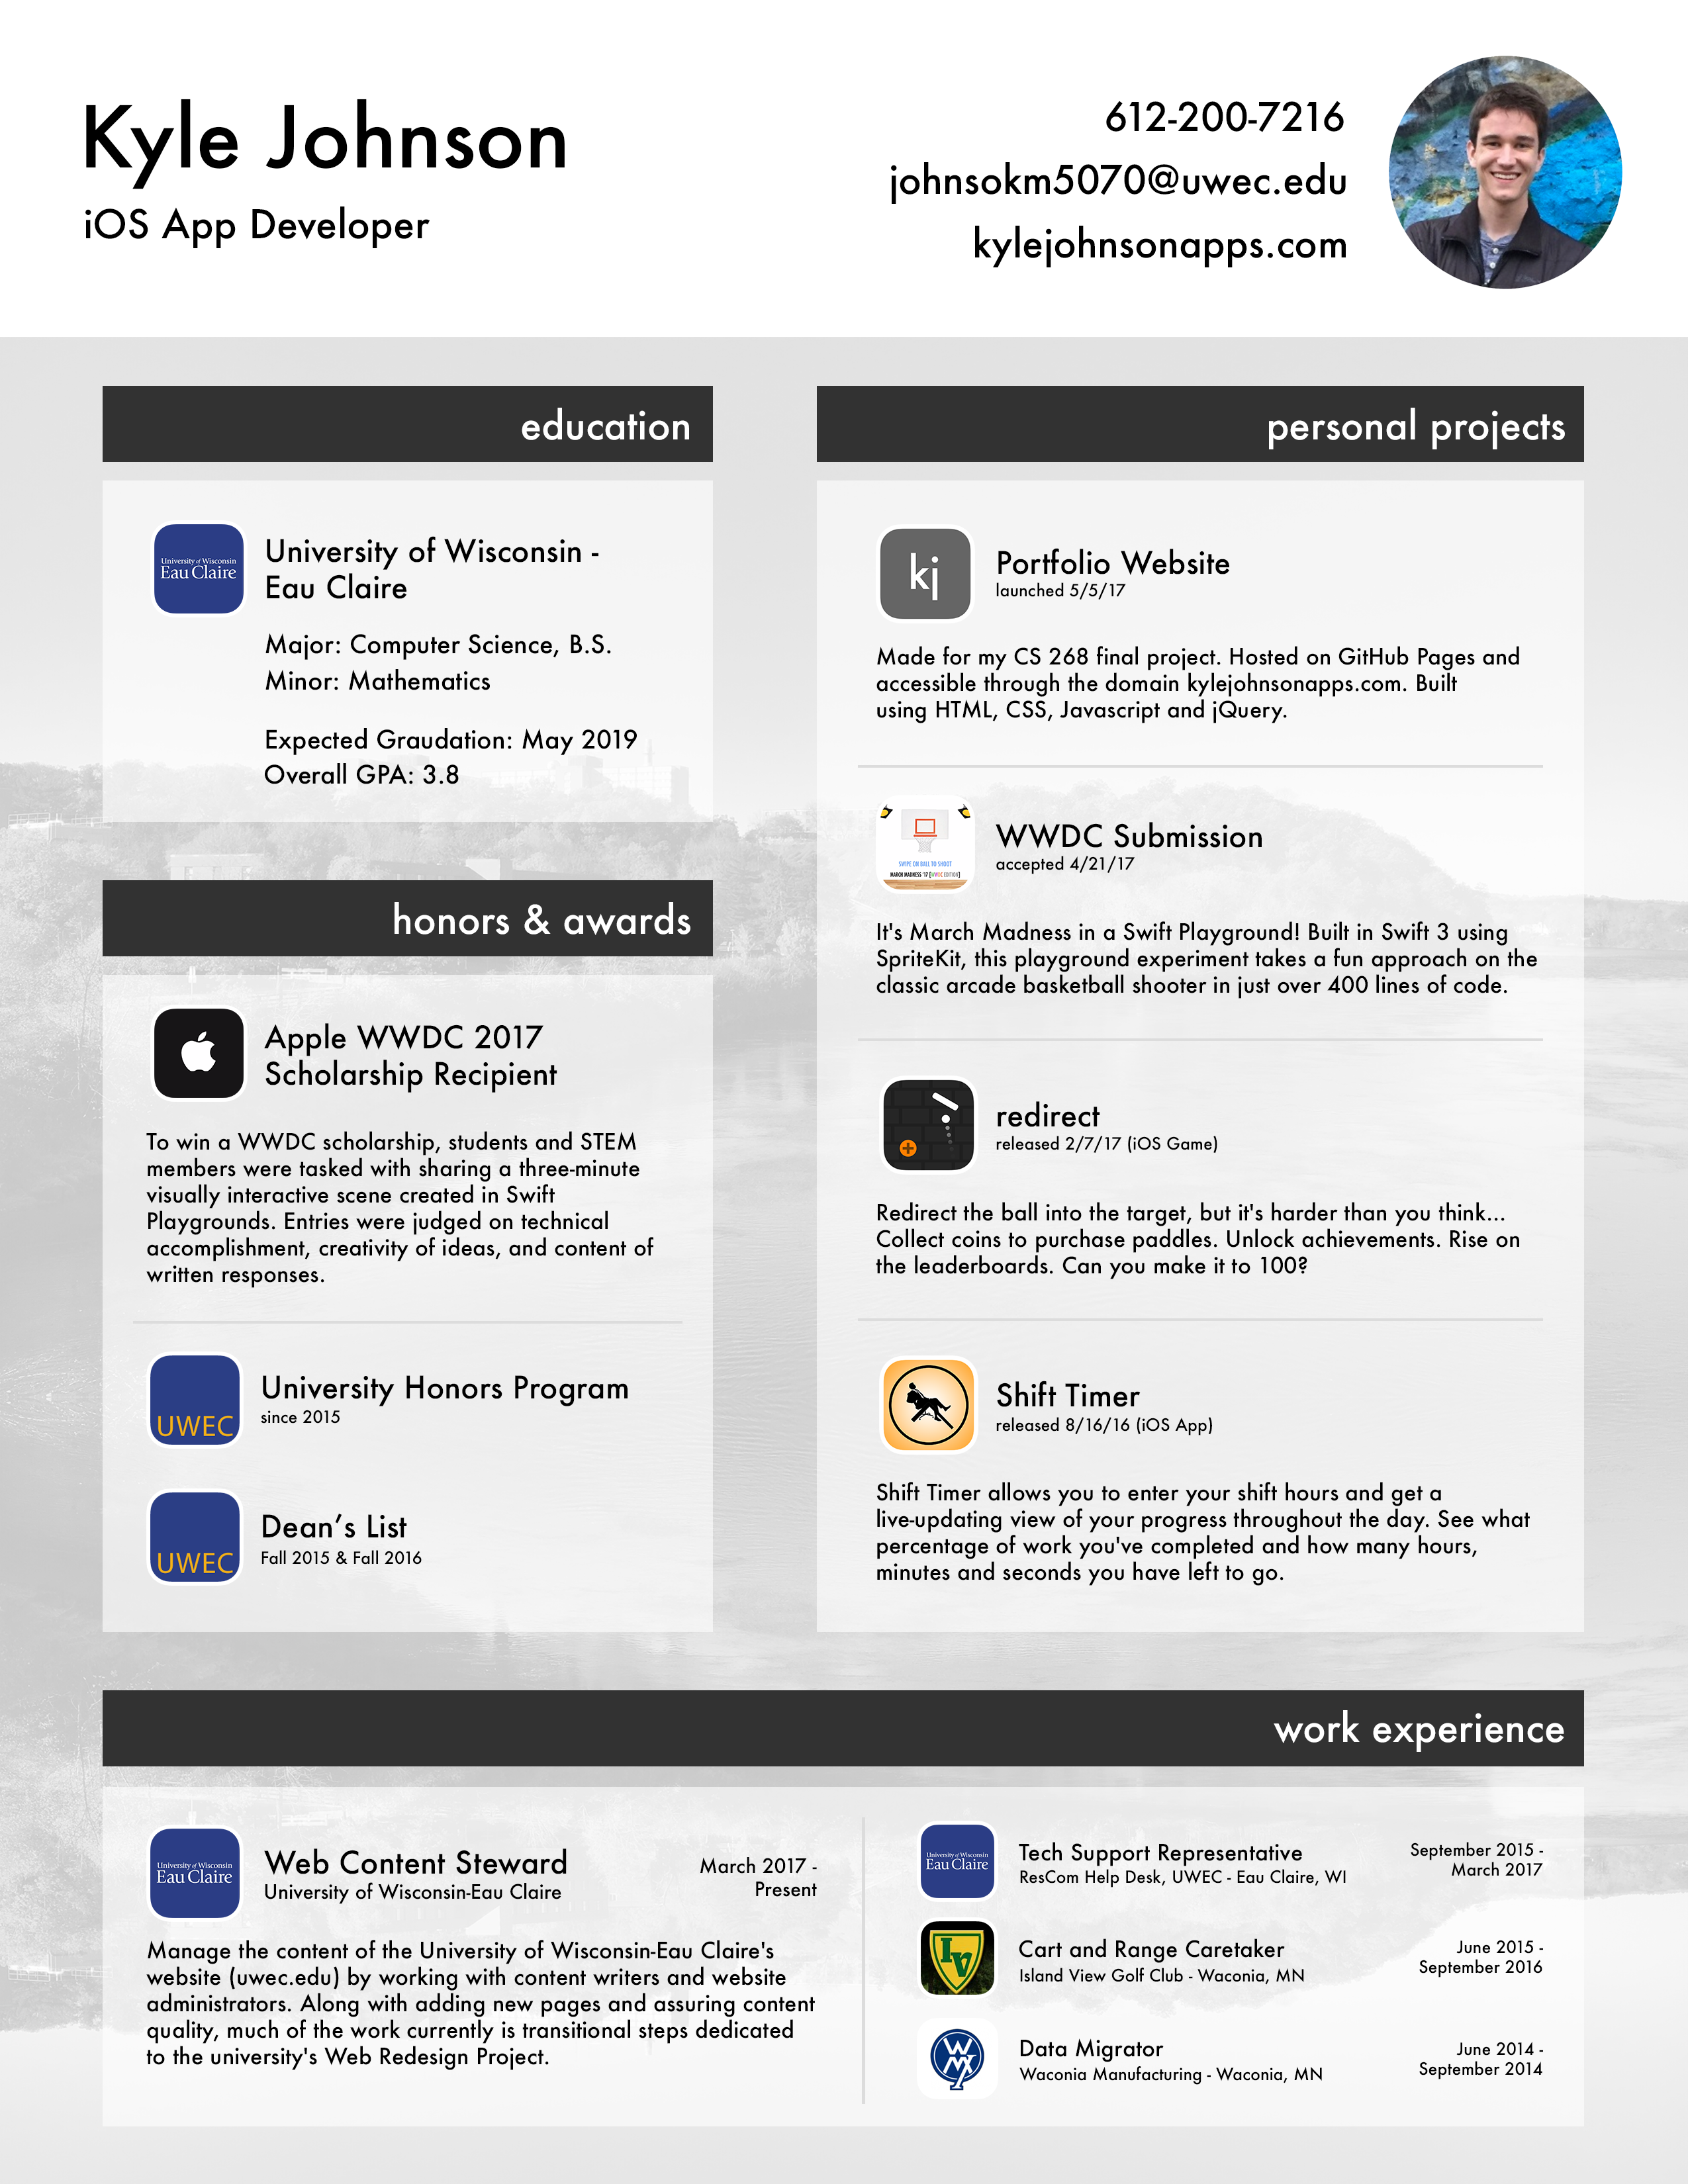 Kyle Johnson
iOS App Developer
612-200-7216
johnsokm5070@uwec.edu
kylejohnsonapps.com
education
University of Wisconsin
Eau Claire
University of Wisconsin -
Eau Claire
Major: Computer Science, B.S.
Minor: Mathematics
Expected Graudation: May 2019
Overall GPA: 3.8
honors & awards
Apple WWDC 2017
Scholarship Recipient
To win a WWDC scholarship, students and STEM
members were tasked with sharing a three-minute
visually interactive scene created in Swift
Playgrounds. Entries were judged on technical
accomplishment, creativity of ideas, and content of
written responses.
UWEC
University Honors Program
since 2015
UWEC
Dean’s List
Fall 2015 & Fall 2016
personal projects
kj
Portfolio Website
launched 5/5/17
Made for my CS 268 final project. Hosted on GitHub Pages and
accessible through the domain kylejohnsonapps.com. Built
using HTML, CSS, Javascript and jQuery.
SWIPE ON BALL TO SHOOT
MARCH MADNESS '17 [WWDC EDITION]
WWDC Submission
accepted 4/21/17
It's March Madness in a Swift Playground! Built in Swift 3 using
SpriteKit, this playground experiment takes a fun approach on the
classic arcade basketball shooter in just over 400 lines of code.
redirect
released 2/7/17 (iOS Game)
Redirect the ball into the target, but it's harder than you think...
Collect coins to purchase paddles. Unlock achievements. Rise on
the leaderboards. Can you make it to 100?
Shift Timer
released 8/16/16 (iOS App)
Shift Timer allows you to enter your shift hours and get a
live-updating view of your progress throughout the day. See what
percentage of work you've completed and how many hours,
minutes and seconds you have left to go.
work experience
University of Wisconsin
Eau Claire
Web Content Steward
University of Wisconsin-Eau Claire
March 2017 -
Present
Manage the content of the University of Wisconsin-Eau Claire's
website (uwec.edu) by working with content writers and website
administrators. Along with adding new pages and assuring content
quality, much of the work currently is transitional steps dedicated
to the university's Web Redesign Project.
University of Wisconsin
Eau Claire
Tech Support Representative
ResCom Help Desk, UWEC - Eau Claire, WI
September 2015 -
March 2017
IV
Cart and Range Caretaker
Island View Golf Club - Waconia, MN
June 2015 -
September 2016
Data Migrator
Waconia Manufacturing - Waconia, MN
June 2014 -
September 2014